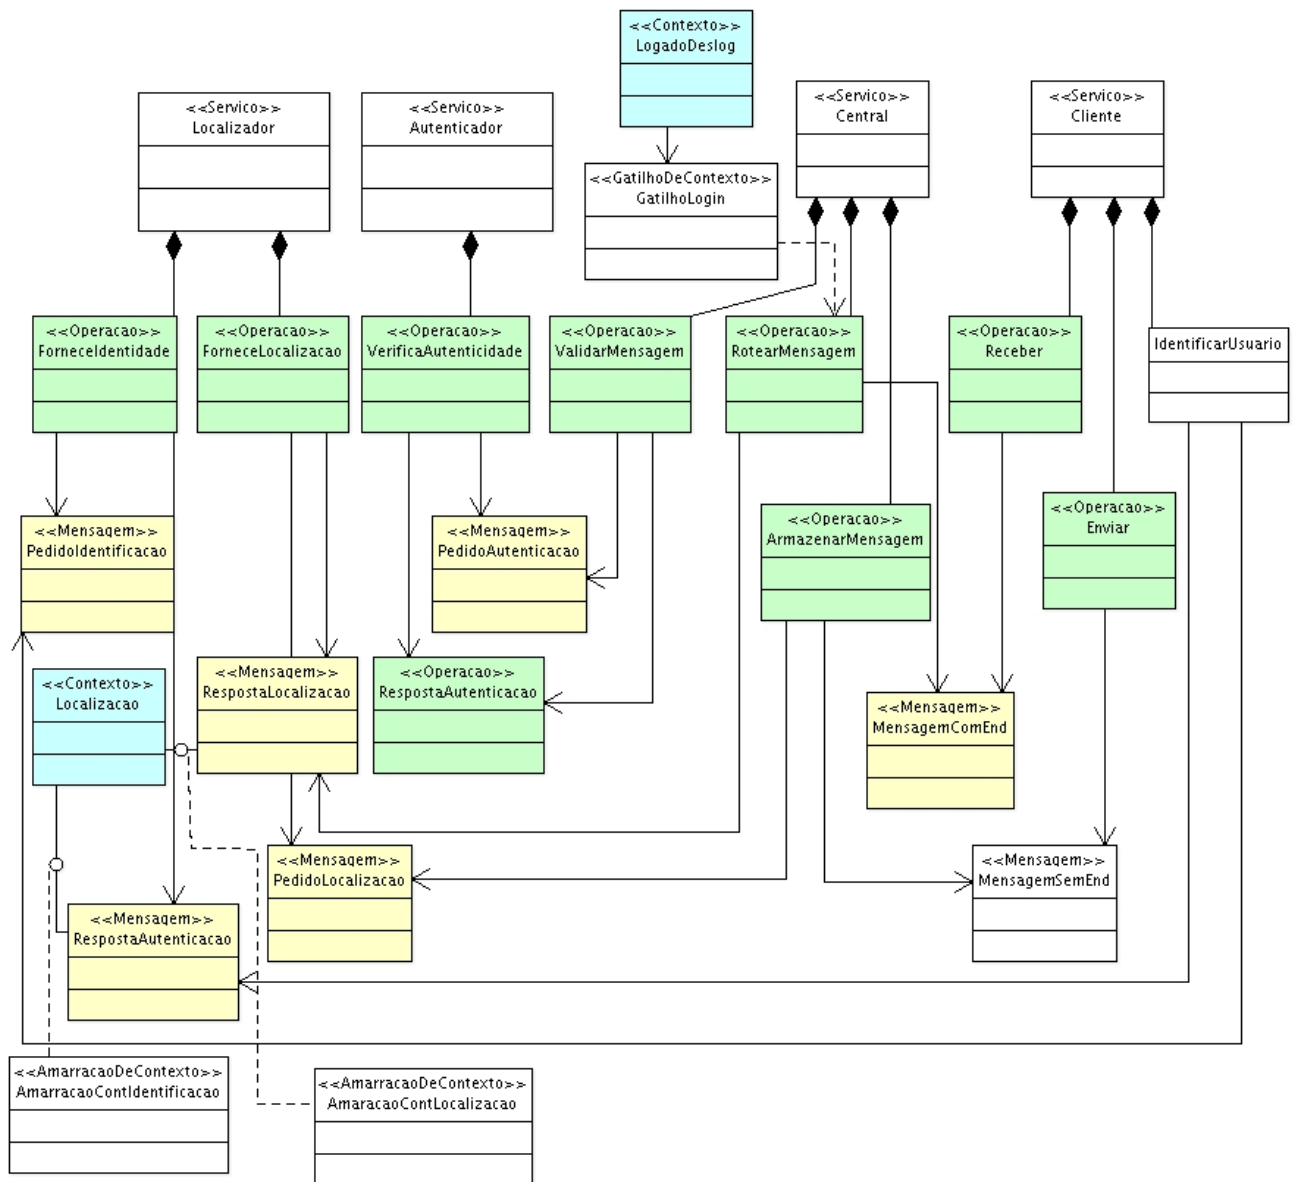 <<Contexto>>
LogadoDeslog
<<Servico>>
Localizador
<<Servico>>
Autenticador
<<Servico>>
Central
<<Servico>>
Cliente
<<GatilhoDeContexto>>
GatilhoLogin
<<Operacao>>
ForneceIdentidade
<<Operacao>>
ForneceLocalizacao
<<Operacao>>
VerificaAutenticidade
<<Operacao>>
ValidarMensagem
<<Operacao>>
RotearMensagem
<<Operacao>>
Receber
IdentificarUsuario
<<Mensagem>>
PedidoIdentificacao
<<Mensagem>>
PedidoAutenticacao
<<Operacao>>
ArmazenarMensagem
<<Operacao>>
Enviar
<<Contexto>>
Localizacao
<<Mensagem>>
RespostaLocalizacao
<<Operacao>>
RespostaAutenticacao
<<Mensagem>>
MensagemComEnd
<<Mensagem>>
PedidoLocalizacao
<<Mensagem>>
MensagemSemEnd
<<Mensagem>>
RespostaAutenticacao
<<AmarracaoDeContexto>>
AmarracaoContIdentificacao
<<AmarracaoDeContexto>>
AmaracaoContLocalizacao